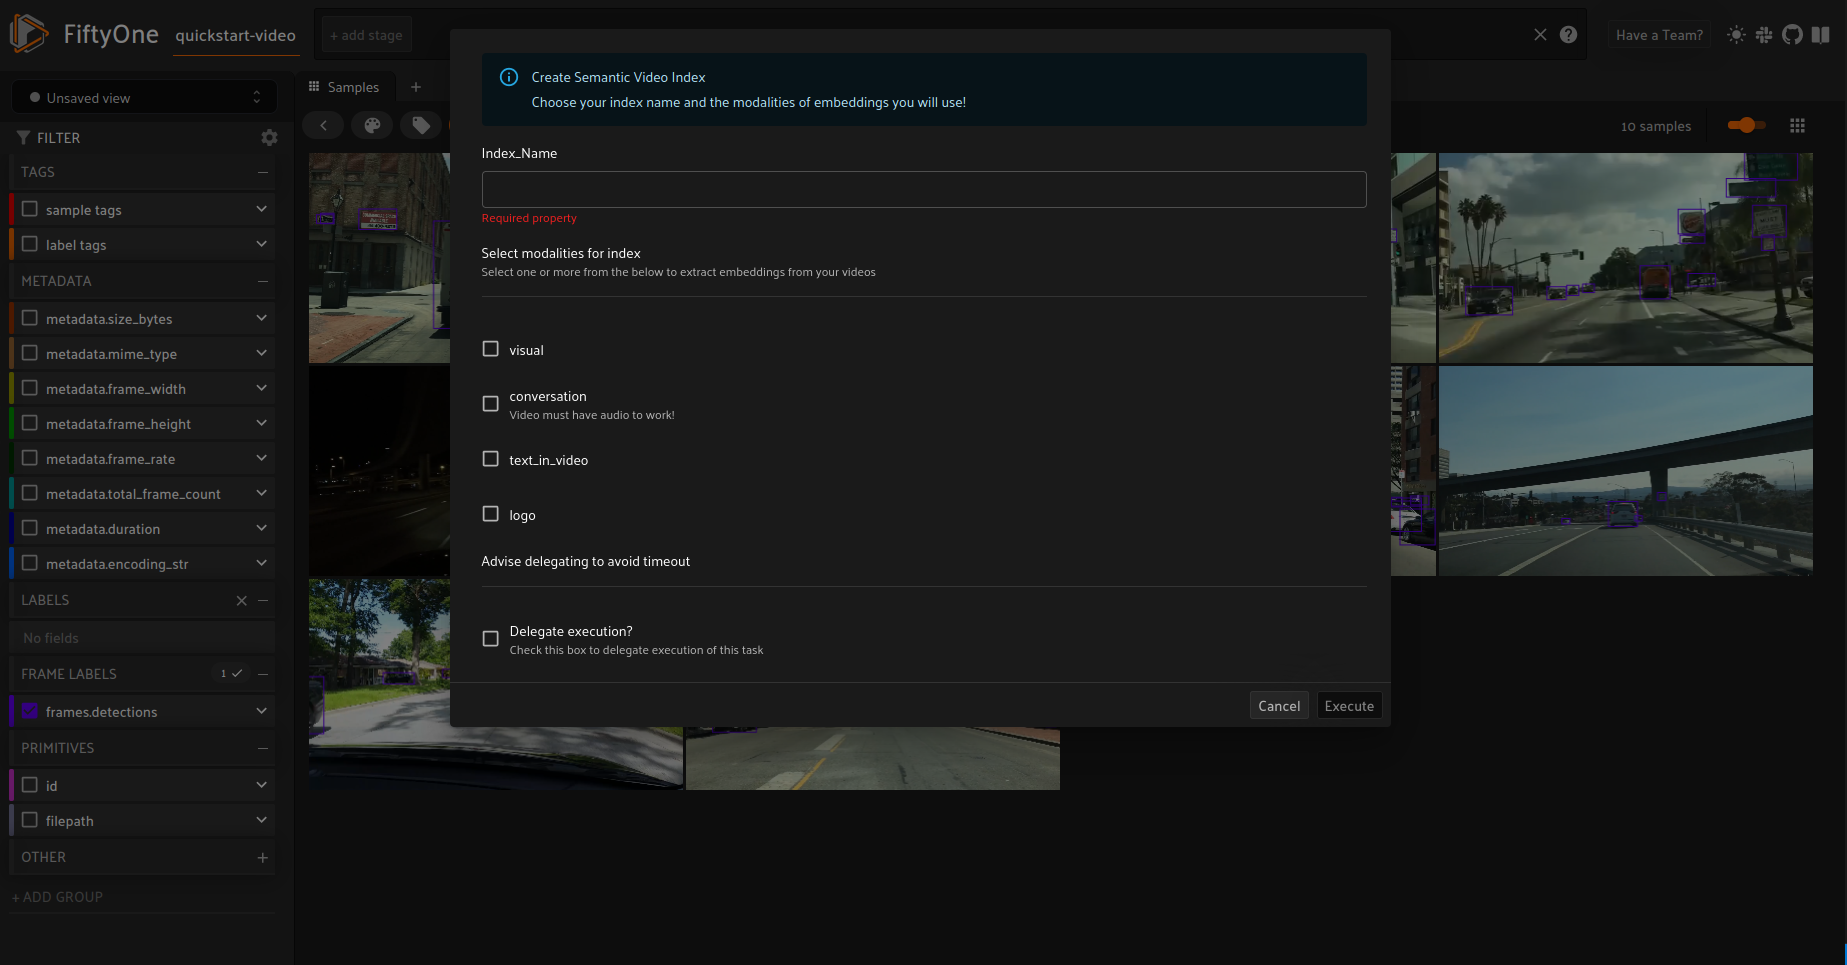 FiftyOne
quickstart-video
+ add stage
Have a Team?
Unsaved view
Samples
+
FILTER
10 samples
TAGS
sample tags
label tags
METADATA
metadata.size_bytes
metadata.mime_type
metadata.frame_width
metadata.frame_height
metadata.frame_rate
metadata.total_frame_count
metadata.duration
metadata.encoding_str
LABELS
No fields
FRAME LABELS
1
frames.detections
PRIMITIVES
id
filepath
OTHER
+ ADD GROUP
Create Semantic Video Index
Choose your index name and the modalities of embeddings you will use!
Index_Name
Required property
Select modalities for index
Select one or more from the below to extract embeddings from your videos
visual
conversation
Video must have audio to work!
text_in_video
logo
Advise delegating to avoid timeout
Delegate execution?
Check this box to delegate execution of this task
Cancel
Execute